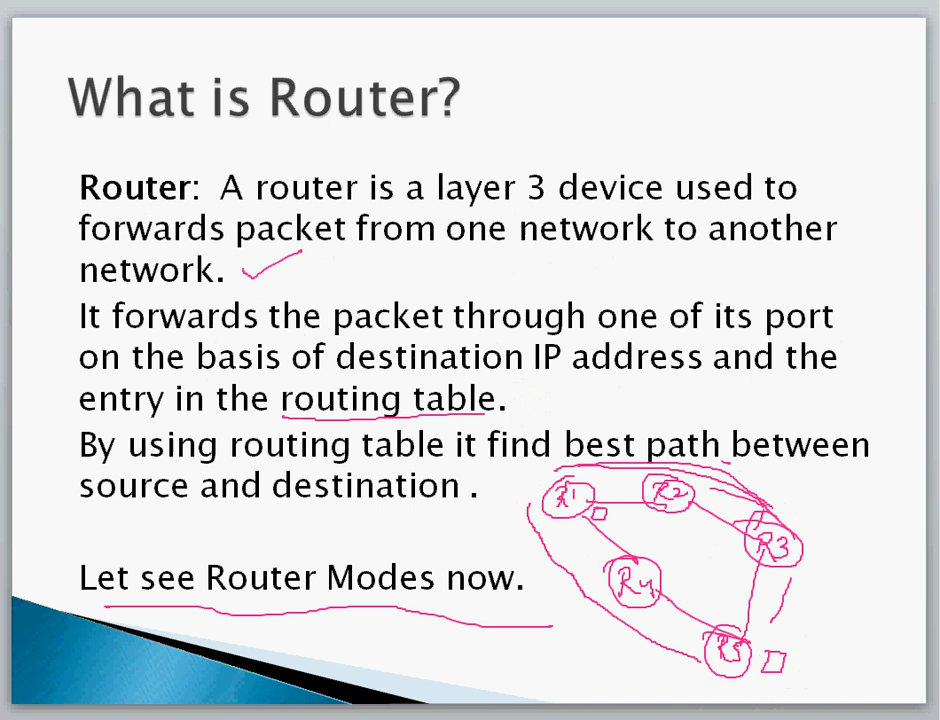 What is Router?
Router: A router is a layer 3 device used to
forwards packet from one network to another
network.
It forwards the packet through one of its port
on the basis of destination IP address and the
entry in the routing table.
By using routing table it find best path between
source and destination .
R1
R2
R3
R4
R5
Let see Router Modes now.